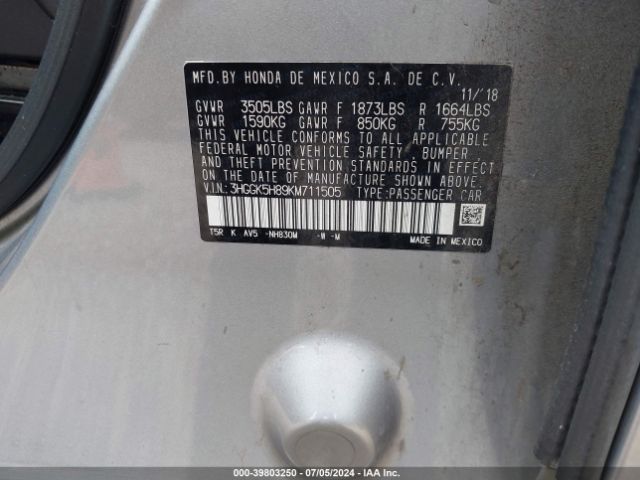 MFD.BY HONDA DE MEXICO S.A. DE C.V.
11/'18
GVWR 3505LBS GAWR F 1873LBS R 1664LBS
GVWR 1590KG GAWR F 850KG R 755KG
THIS VEHICLE CONFORMS TO ALL APPLICABLE
FEDERAL MOTOR VEHICLE SAFETY, BUMPER,
AND THEFT PREVENTION STANDARDS IN EFFECT
ON THE DATE OF MANUFACTURE SHOWN ABOVE.
V.I.N: 3HGGK5H89KM711505 TYPE:PASSENGER CAR
T5R K AV5 -NH830M -W -M
MADE IN MEXICO
000-39803250 - 07/05/2024 - IAA Inc.